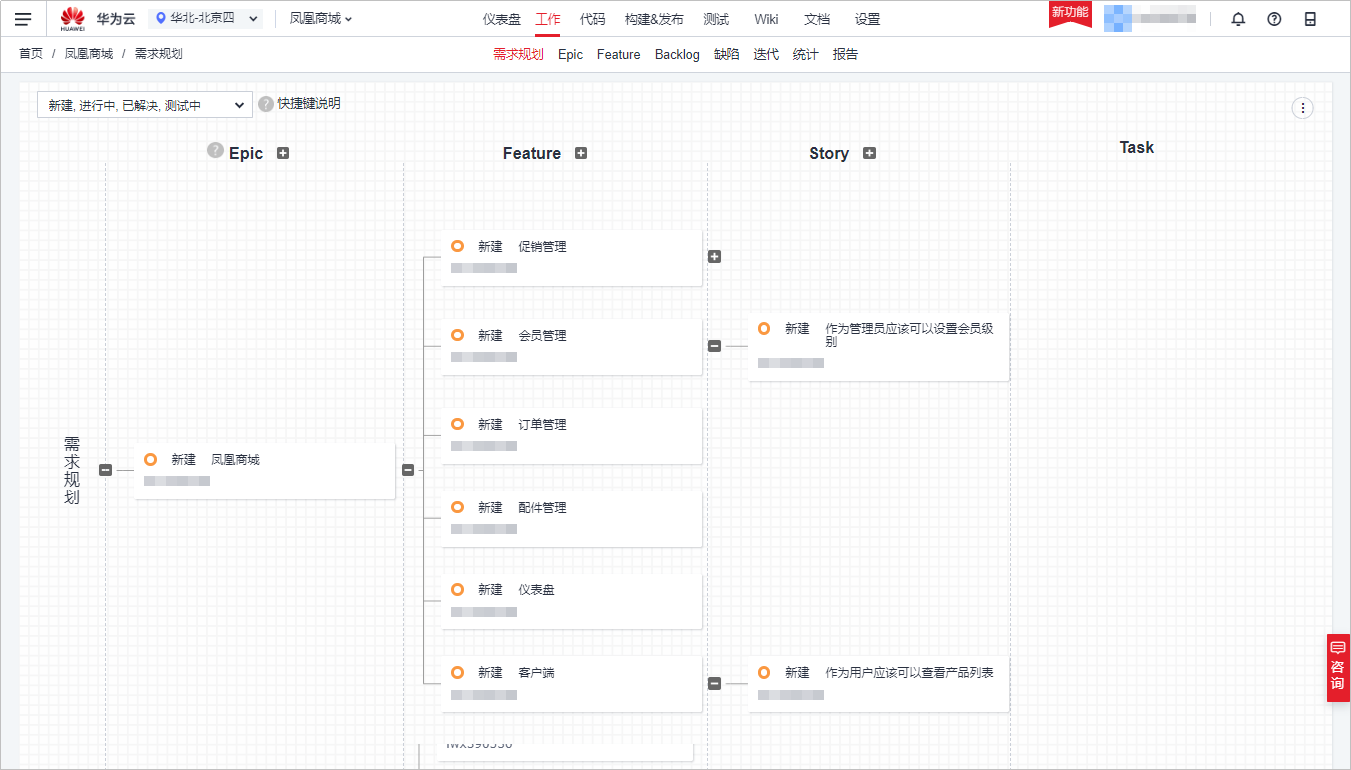 HUAWEI
华为云
华北-北京四
凤凰商城
仪表盘 工作 代码 构建&发布 测试 Wiki 文档 设置
新功能
首页 / 凤凰商城 / 需求规划
需求规划 Epic Feature Backlog 缺陷 迭代 统计 报告
新建, 进行中, 已解决, 测试中
? 快捷键说明
? Epic
Feature
Story
Task
新建 促销管理
新建 会员管理
新建 作为管理员应该可以设置会员级
别
新建 订单管理
需求规划
新建 凤凰商城
新建 配件管理
新建 仪表盘
新建 客户端
新建 作为用户应该可以查看产品列表
咨询